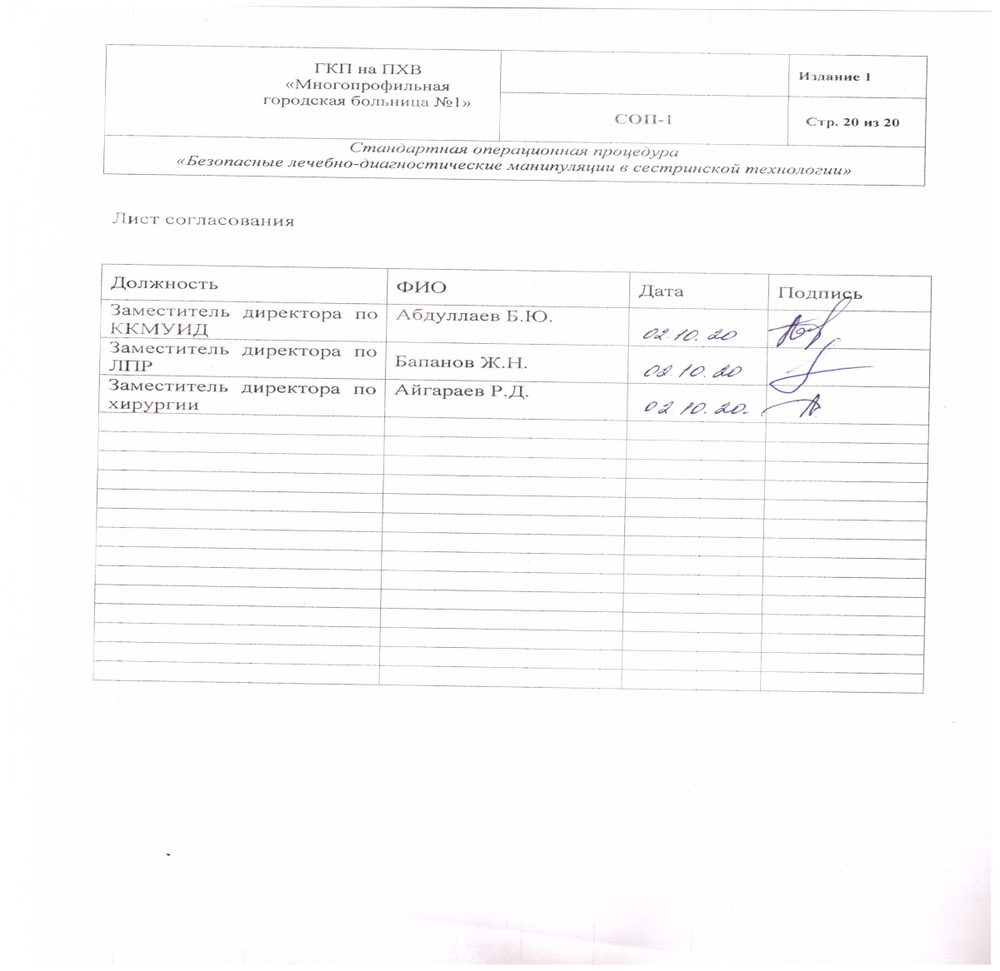 ГКП на ПХВ
«Многопрофильная
городская больница №1»
Издание 1
СОП-1
Стр. 20 из 20
Стандартная операционная процедура
«Безопасные лечебно-диагностические манипуляции в сестринской технологии»
Лист согласования
Должность ФИО Дата Подпись
Заместитель директора по
ККМУИД
Абдуллаев Б.Ю.
02.10.20
Заместитель директора по
ЛПР
Бапанов Ж.Н.
02.10.20
Заместитель директора по
хирургии
Айгараев Р.Д.
02.10.20.